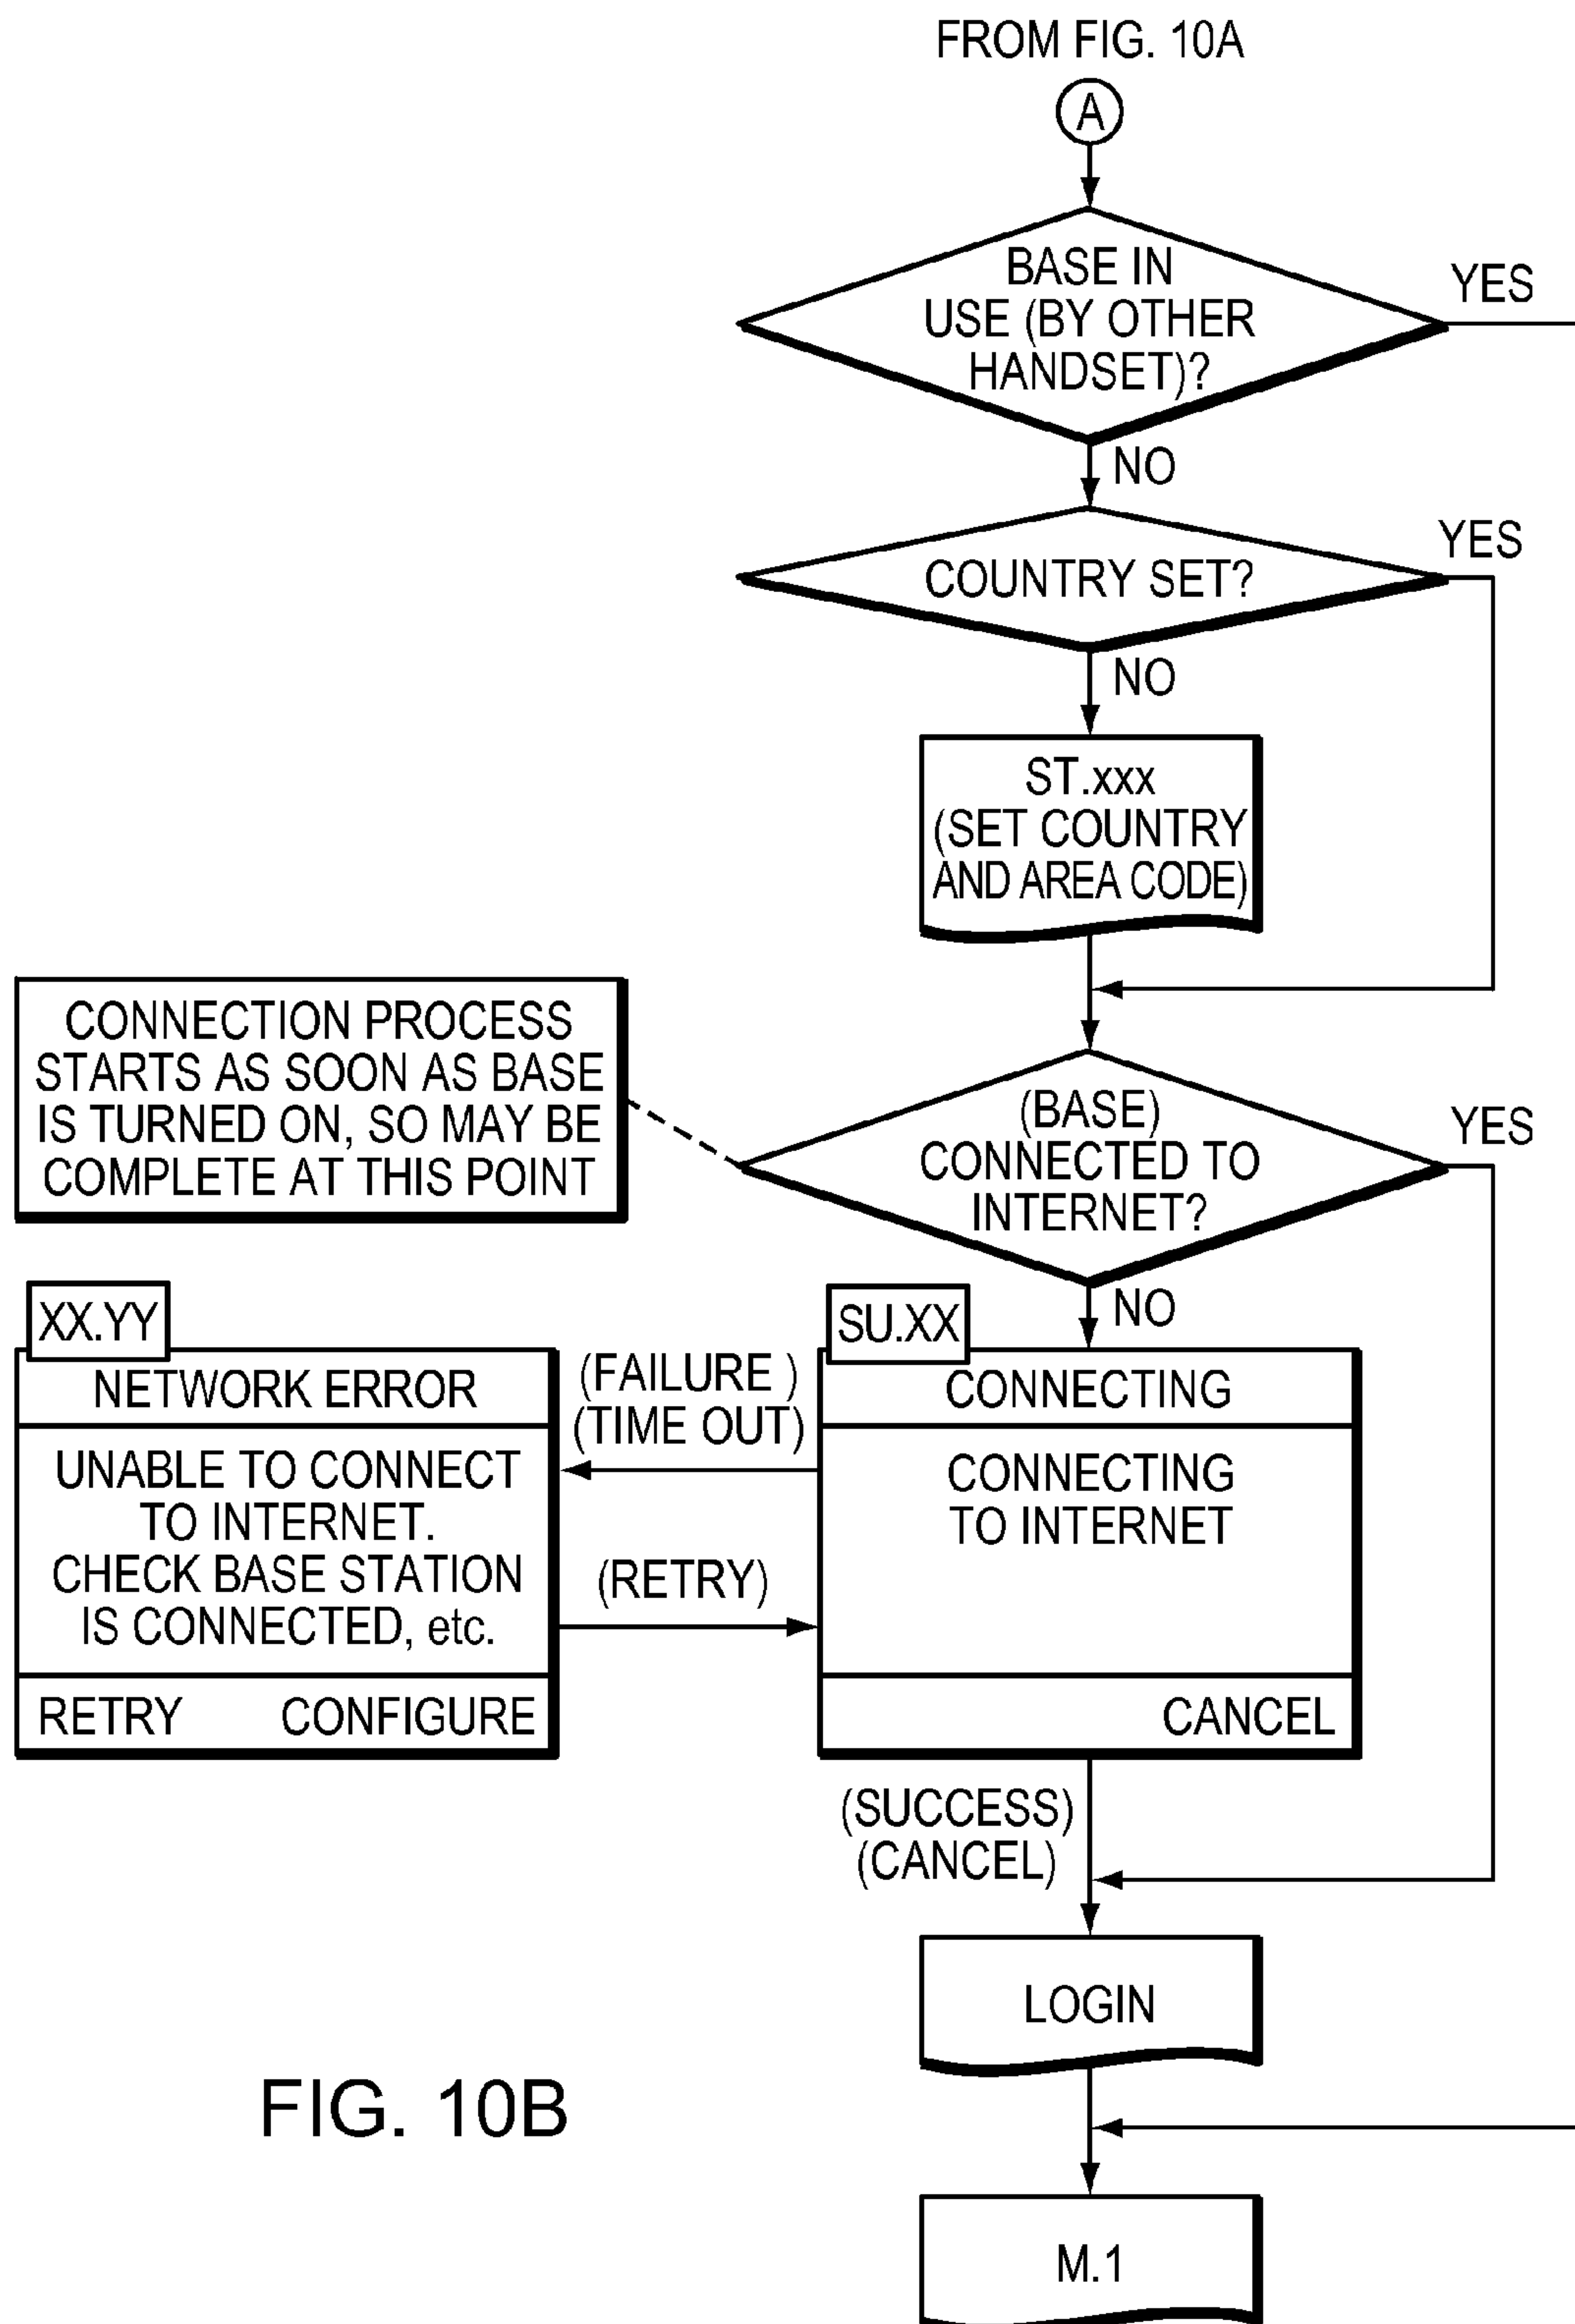 FROM FIG. 10A
A
BASE IN
USE (BY OTHER
HANDSET)?
YES
NO
COUNTRY SET?
YES
NO
ST.xxx
(SET COUNTRY
AND AREA CODE)
CONNECTION PROCESS
STARTS AS SOON AS BASE
IS TURNED ON, SO MAY BE
COMPLETE AT THIS POINT
(BASE)
CONNECTED TO
INTERNET?
YES
NO
XX.YY
NETWORK ERROR
UNABLE TO CONNECT
TO INTERNET.
CHECK BASE STATION
IS CONNECTED, etc.
RETRY CONFIGURE
(FAILURE )
(TIME OUT)
(RETRY)
SU.XX
CONNECTING
CONNECTING
TO INTERNET
CANCEL
(SUCCESS)
(CANCEL)
LOGIN
M.1
FIG. 10B